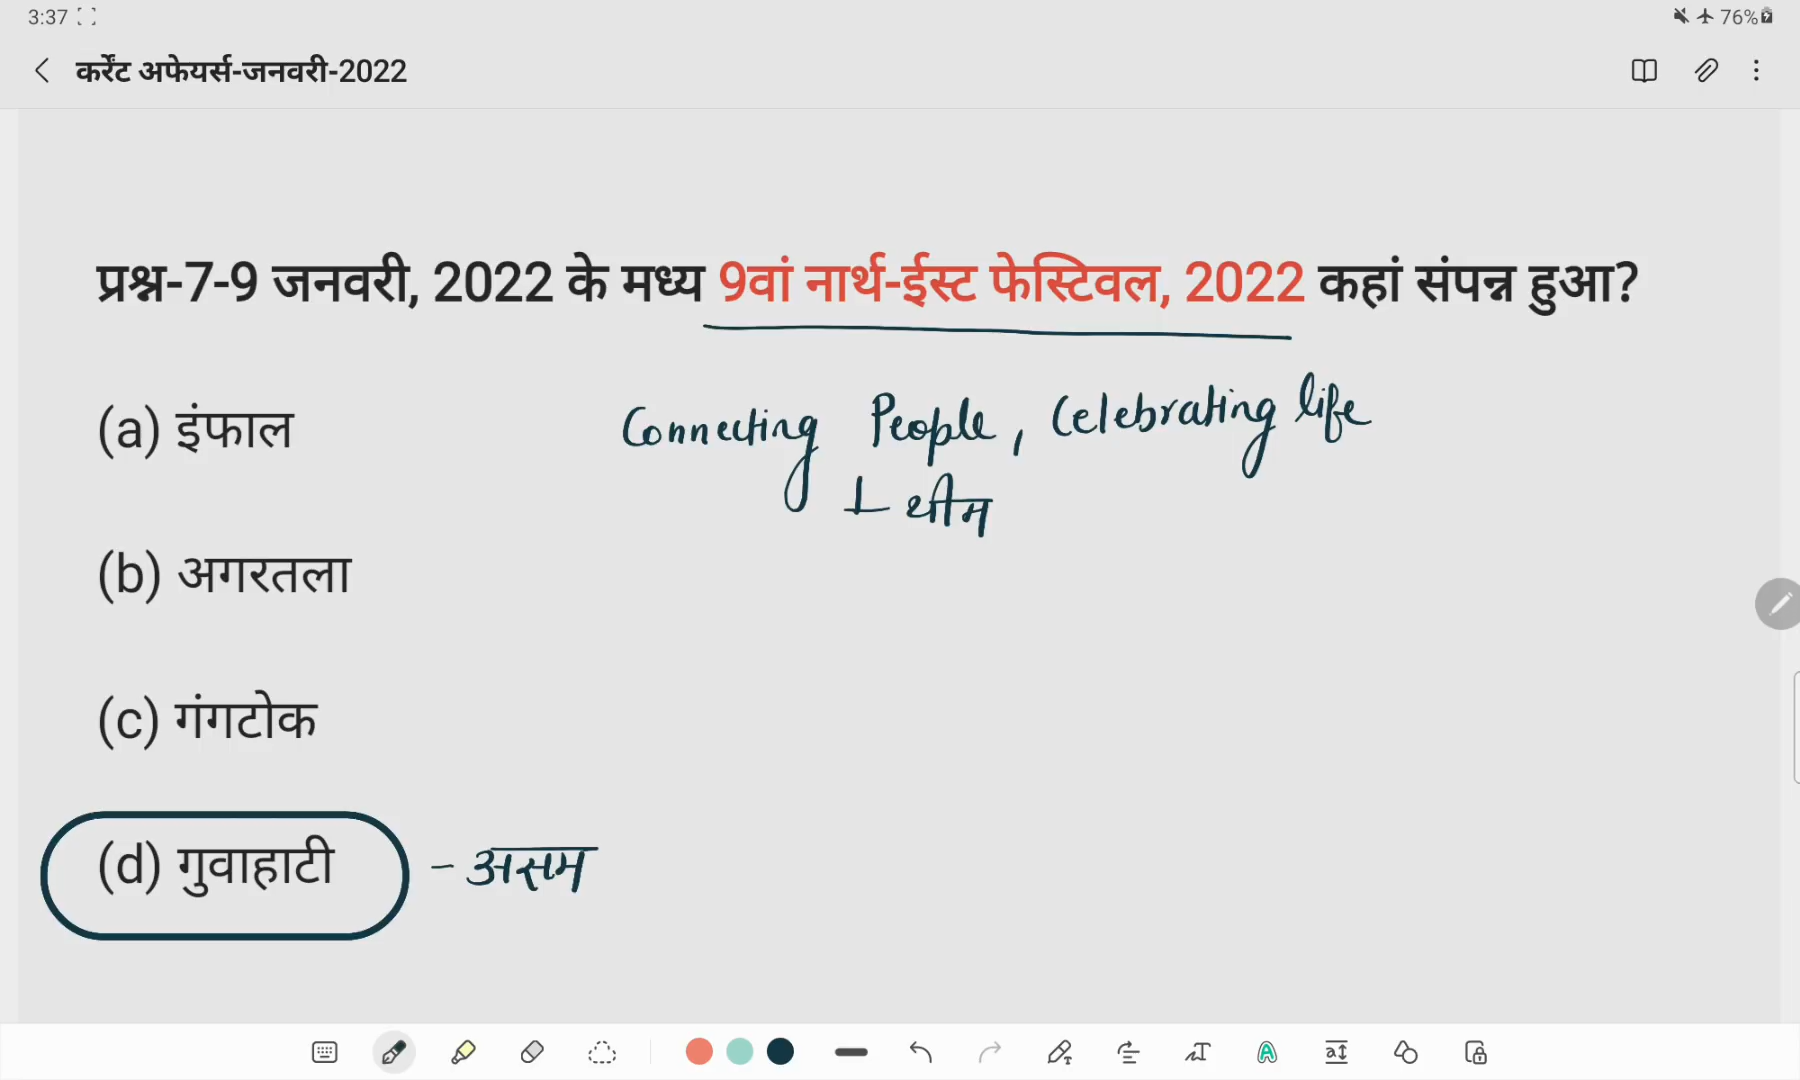 3:37
76%
करेंट अफेयर्स-जनवरी-2022
प्रश्न-7-9 जनवरी, 2022 के मध्य 9वां नार्थ-ईस्ट फेस्टिवल, 2022 कहां संपन्न हुआ?
(a) इंफाल
Connecting People, Celebrating life
थीम
(b) अगरतला
(c) गंगटोक
(d) गुवाहाटी - असम